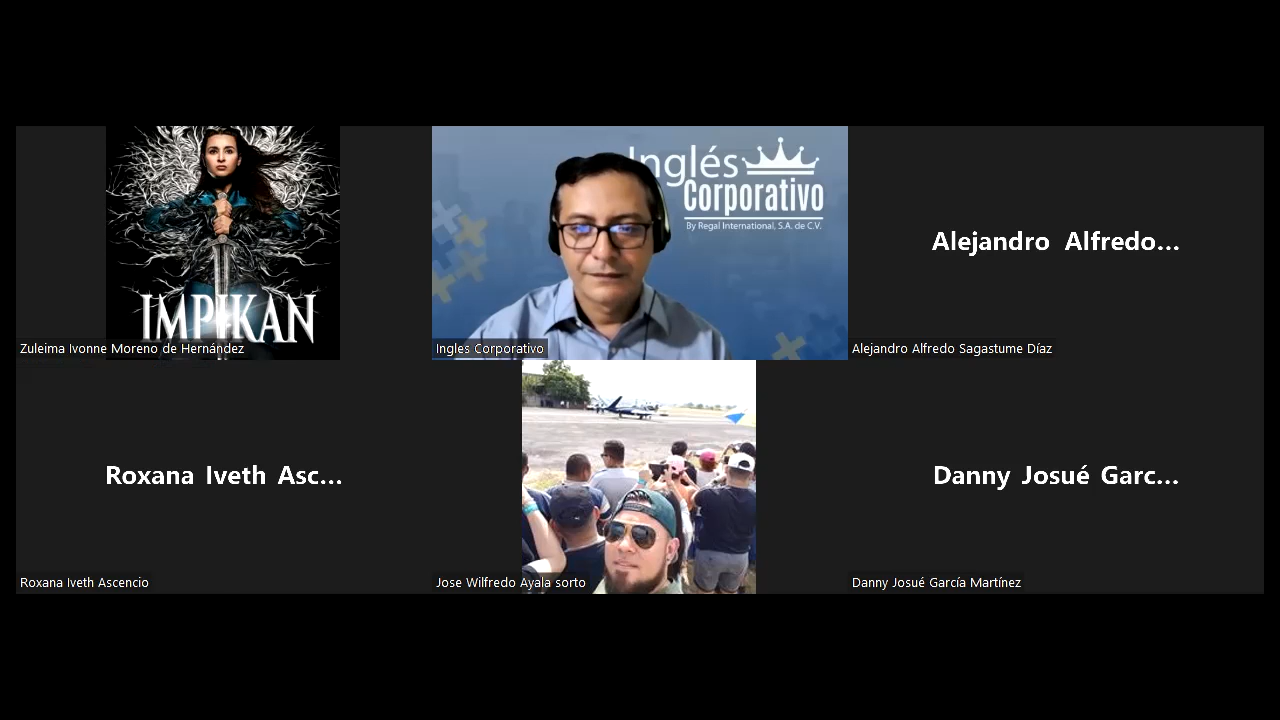 IMPIKAN
Zuleima Ivonne Moreno de Hernández
Inglés
Corporativo
By Regal International, S.A. de C.V.
Ingles Corporativo
Alejandro Alfredo...
Alejandro Alfredo Sagastume Díaz
Roxana Iveth Asc...
Roxana Iveth Ascencio
Jose Wilfredo Ayala sorto
Danny Josué Garc...
Danny Josué García Martínez